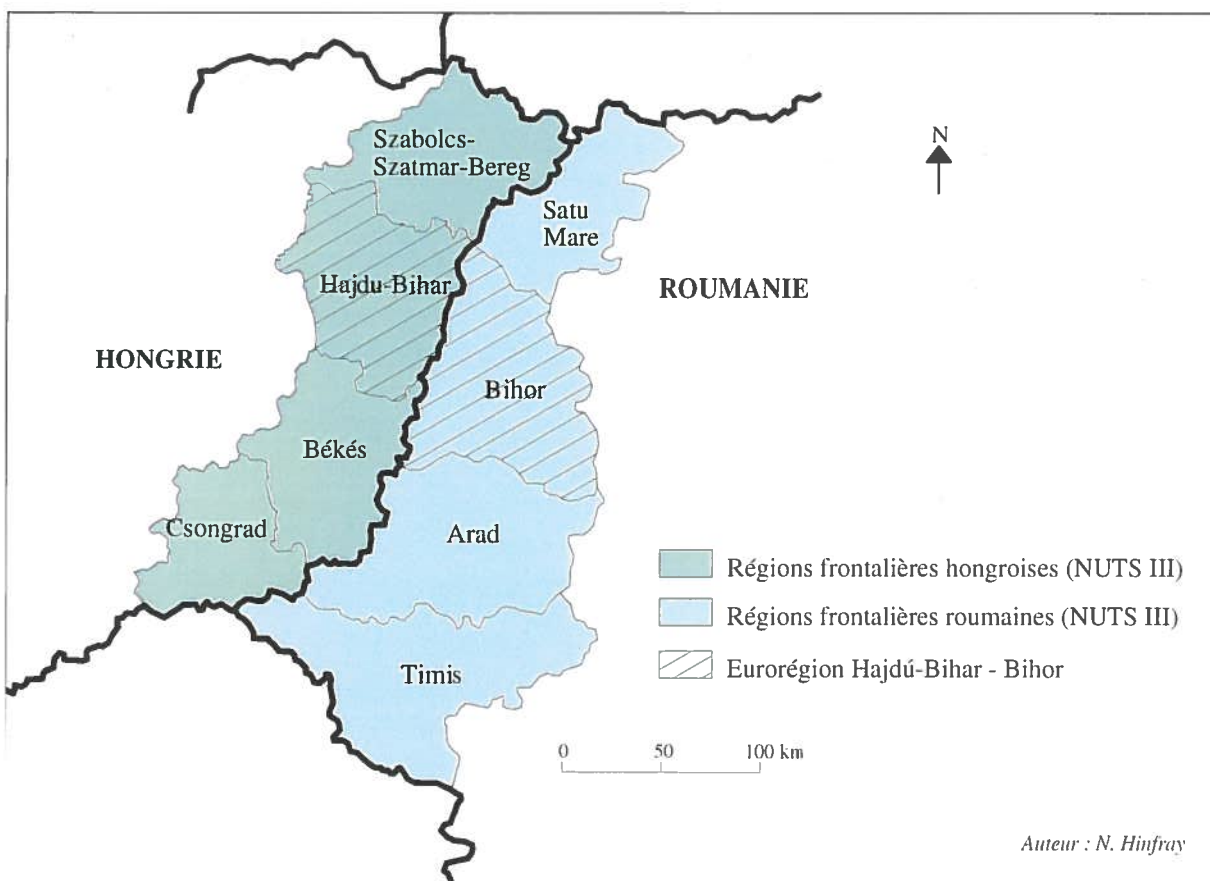 N
Szabolcs-
Szatmar-Bereg
Satu
Mare
Hajdu-Bihar
ROUMANIE
HONGRIE
Bihor
Békés
Csongrad
Arad
Régions frontalières hongroises (NUTS III)
Régions frontalières roumaines (NUTS III)
Timis
Eurorégion Hajdú-Bihar - Bihor
0 50 100 km
Auteur : N. Hinfray